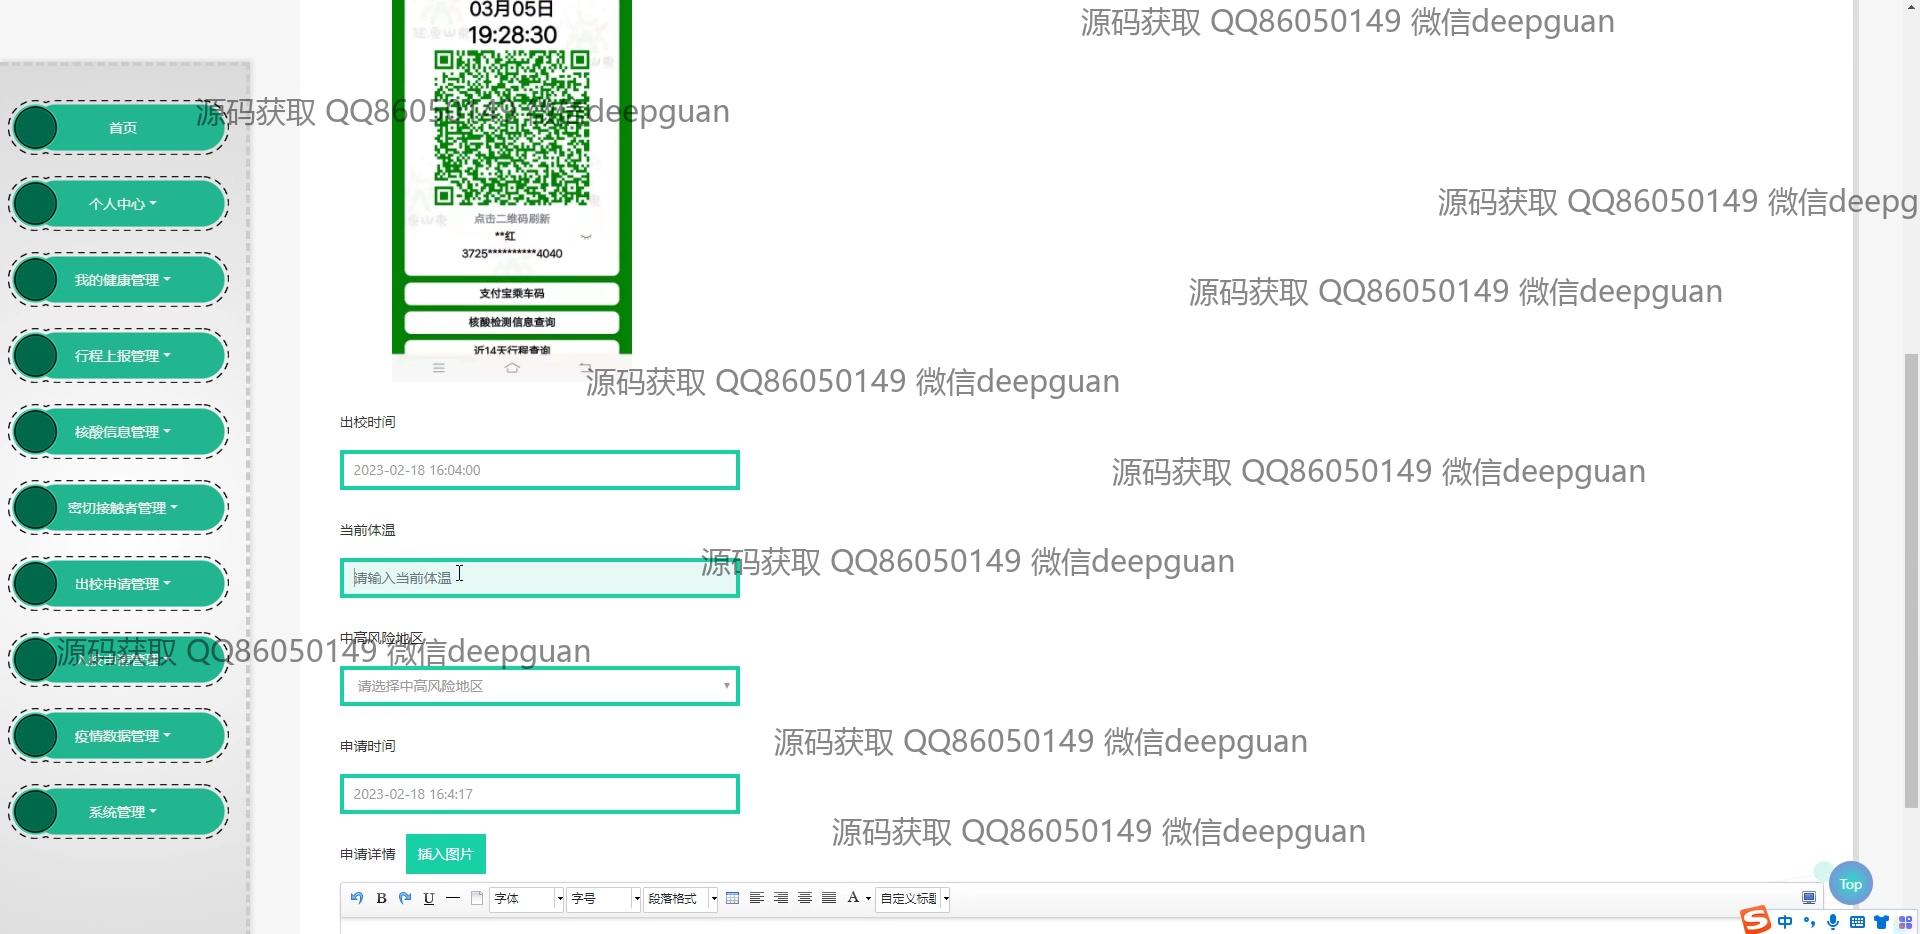 03月05日
19:28:30
点击二维码刷新
**红
3725**********4040
支付宝乘车码
核酸检测信息查询
近14天行程查询
首页
个人中心
我的健康管理
行程上报管理
核酸信息管理
密切接触者管理
出校申请管理
入校申请管理
疫情数据管理
系统管理
出校时间
2023-02-18 16:04:00
当前体温
请输入当前体温
中高风险地区
请选择中高风险地区
申请时间
2023-02-18 16:4:17
申请详情 插入图片
B U 字体 字号 段落格式 A 自定义标题
Top
中
源码获取 QQ86050149 微信deepguan
源码获取 QQ86050149 微信deepguan
源码获取 QQ86050149 微信deepg
源码获取 QQ86050149 微信deepguan
源码获取 QQ86050149 微信deepguan
源码获取 QQ86050149 微信deepguan
源码获取 QQ86050149 微信deepguan
源码获取 QQ86050149 微信deepguan
源码获取 QQ86050149 微信deepguan
源码获取 QQ86050149 微信deepguan